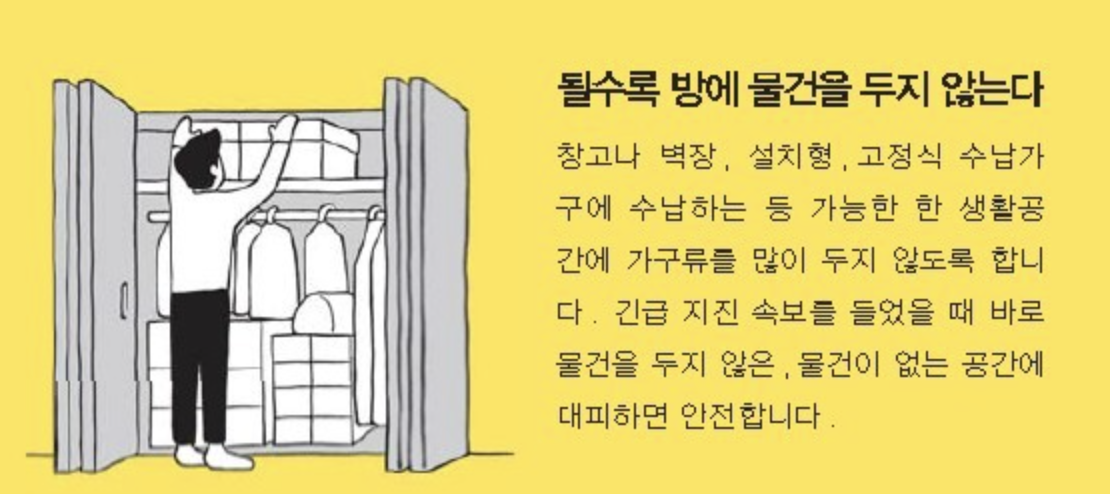 될수록 방에 물건을 두지 않는다
창고나 벽장, 설치형,고정식 수납가
구에 수납하는 등 가능한 한 생활공
간에 가구류를 많이 두지 않도록 합니
다. 긴급 지진 속보를 들었을 때 바로
물건을 두지 않은,물건이 없는 공간에
대피하면 안전합니다.